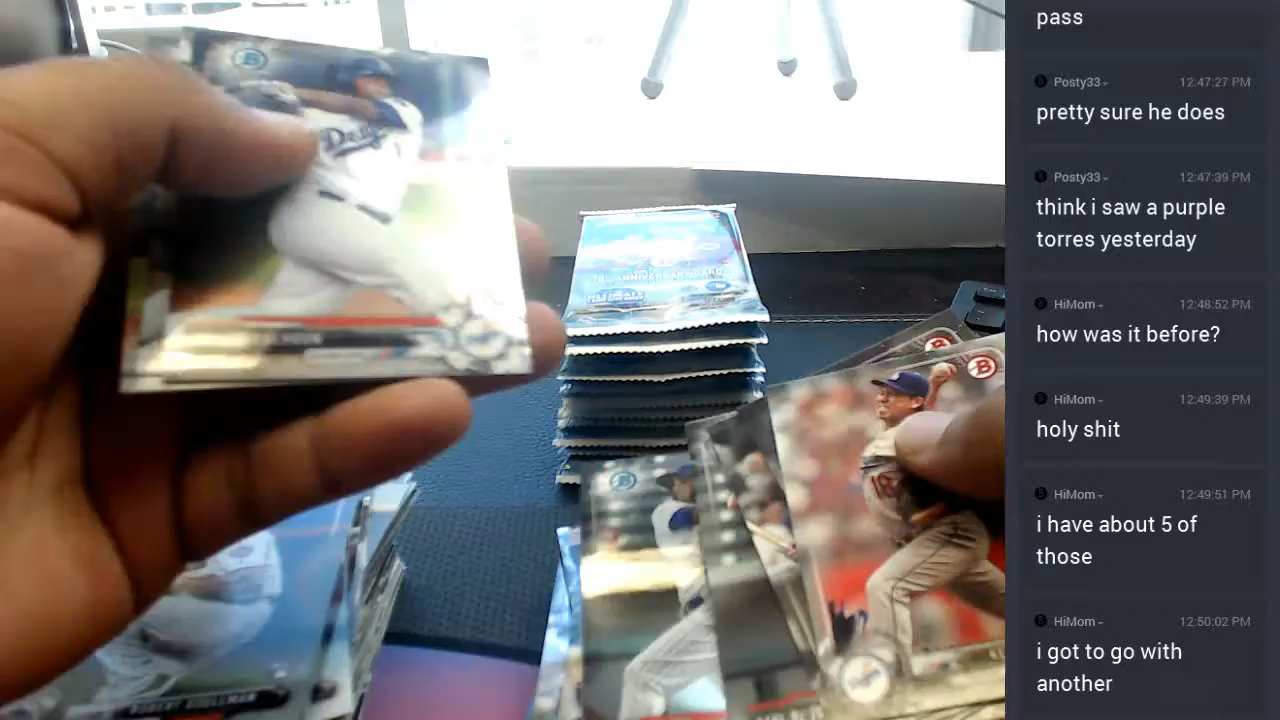 pass
Posty33
12:47:27 PM
pretty sure he does
Posty33
12:47:39 PM
think i saw a purple
torres yesterday
HiMom
12:48:52 PM
how was it before?
HiMom
12:49:39 PM
holy shit
HiMom
12:49:51 PM
i have about 5 of
those
HiMom
12:50:02 PM
i got to go with
another
B
B
B
18